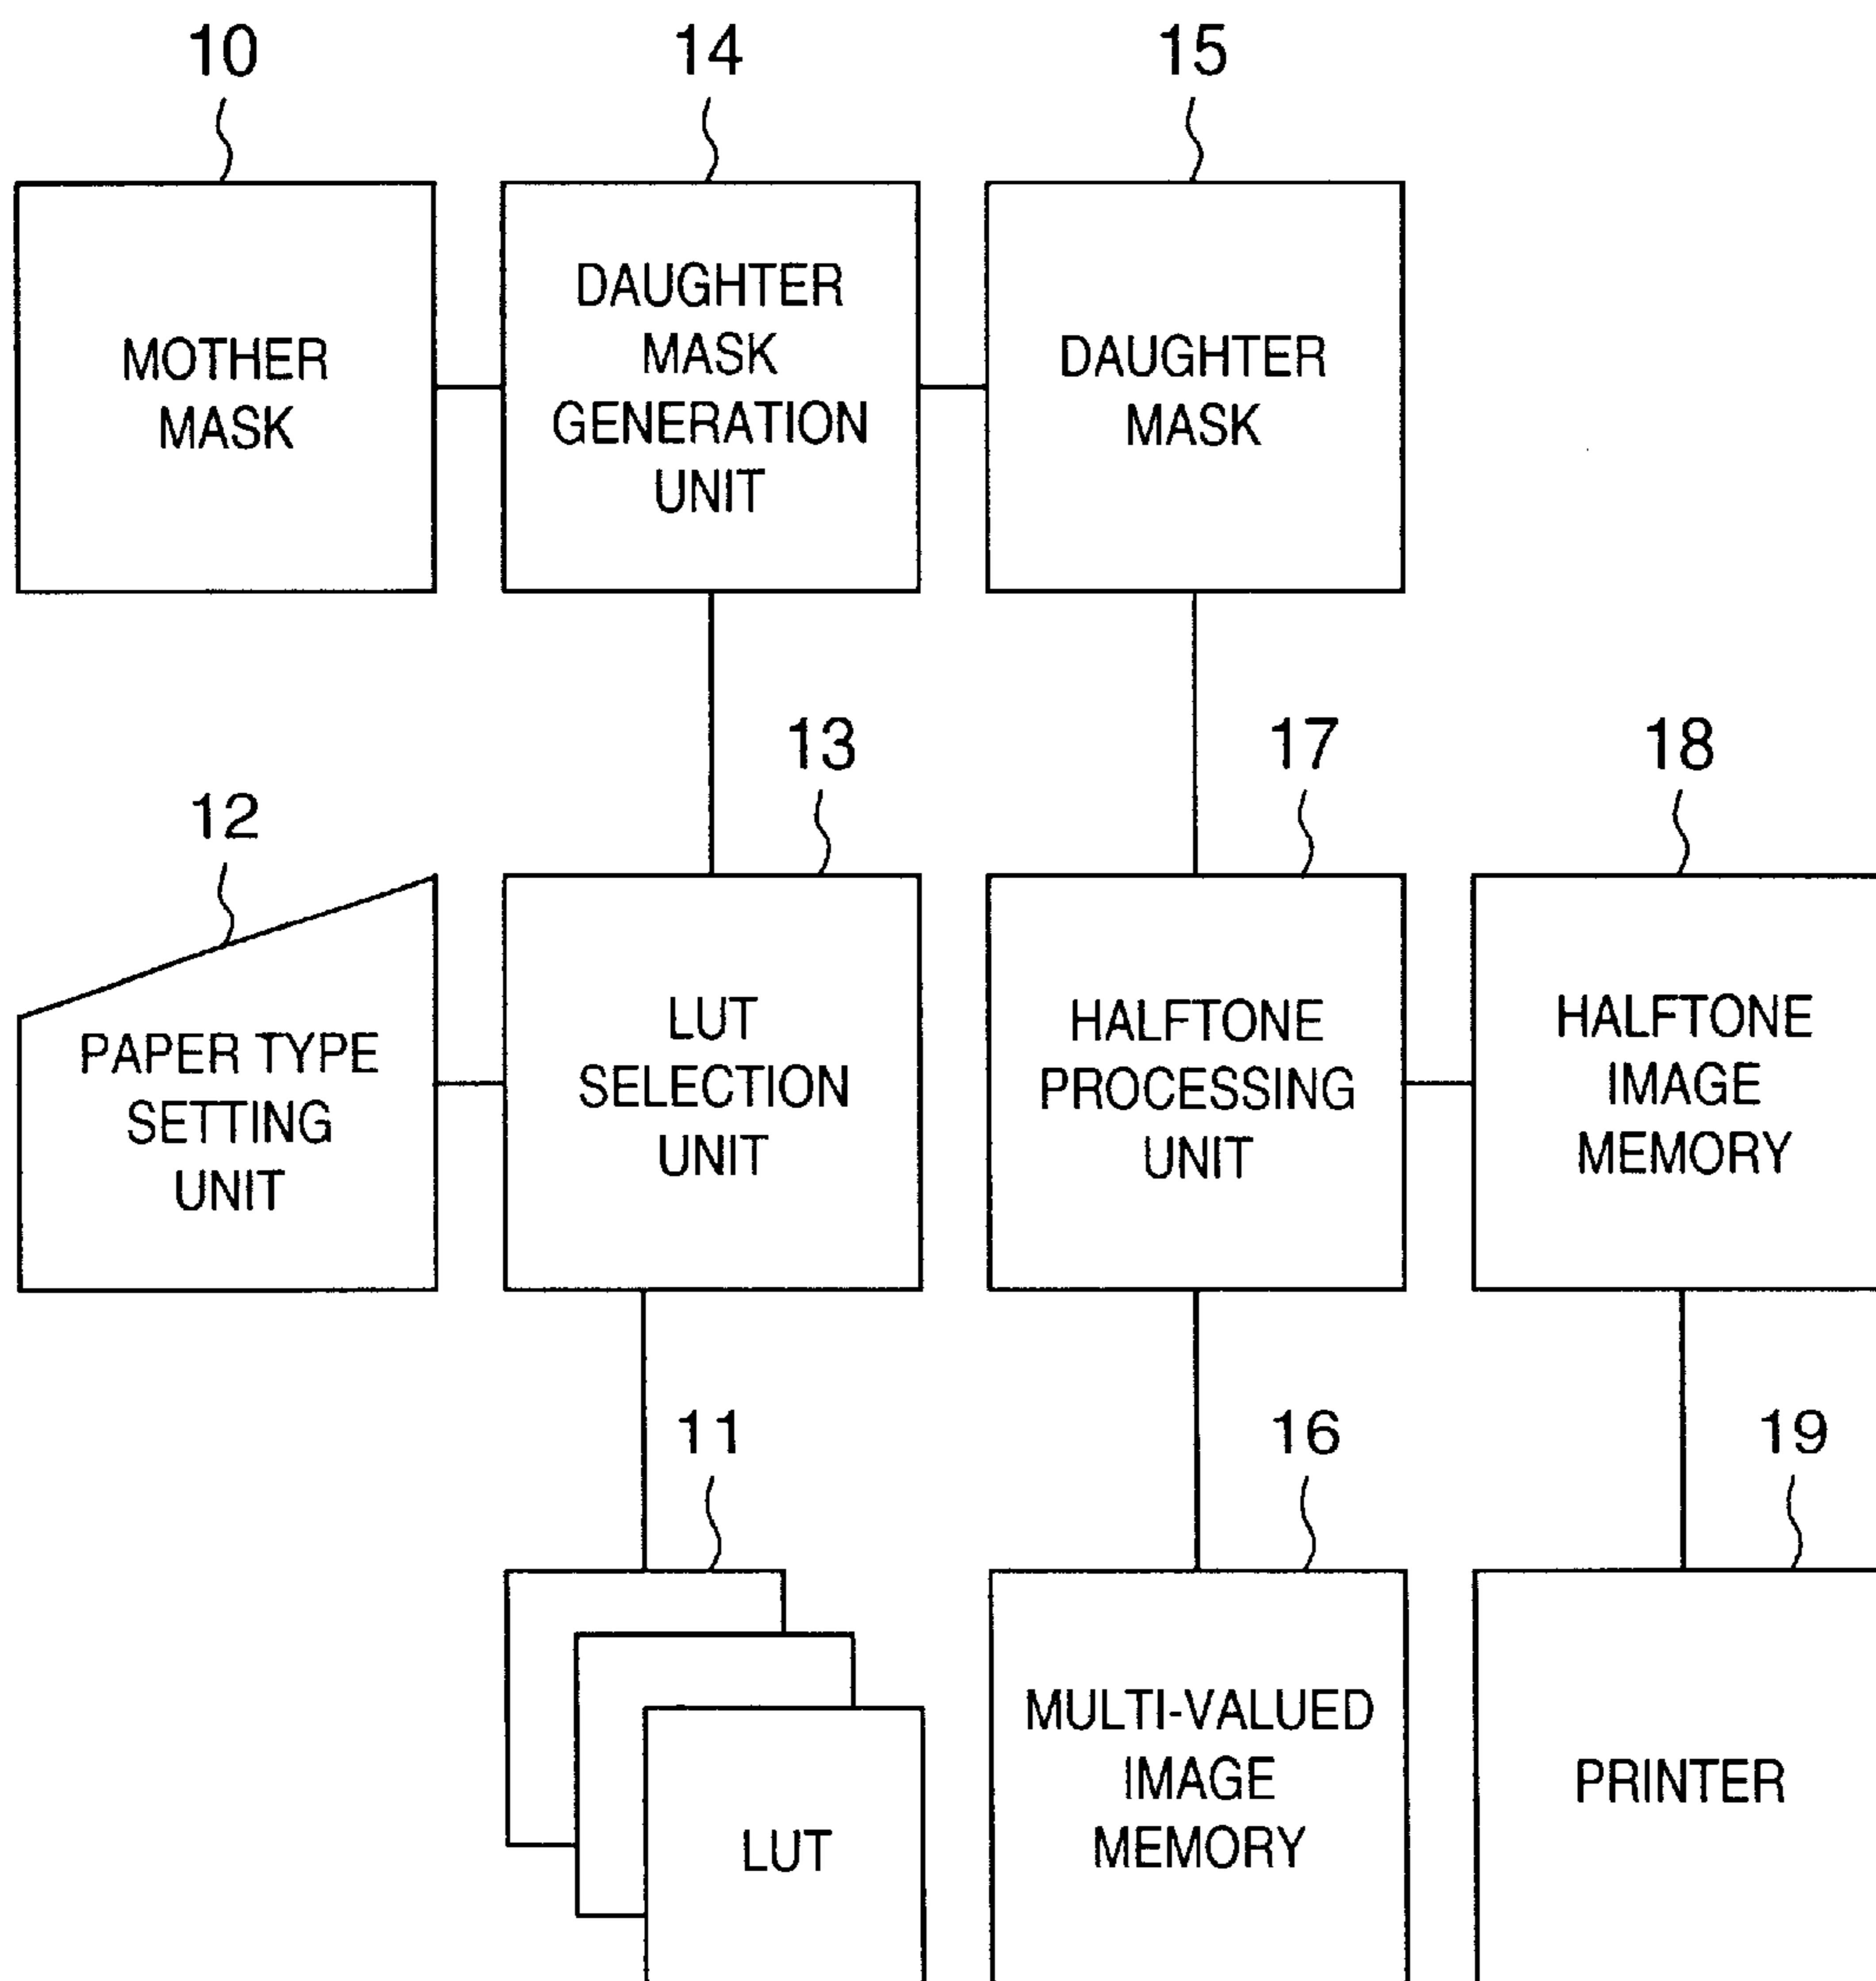 10
14
15
MOTHER
MASK
DAUGHTER
MASK
GENERATION
UNIT
DAUGHTER
MASK
12
13
17
18
PAPER TYPE
SETTING
UNIT
LUT
SELECTION
UNIT
HALFTONE
PROCESSING
UNIT
HALFTONE
IMAGE
MEMORY
11
16
19
LUT
MULTI-VALUED
IMAGE
MEMORY
PRINTER